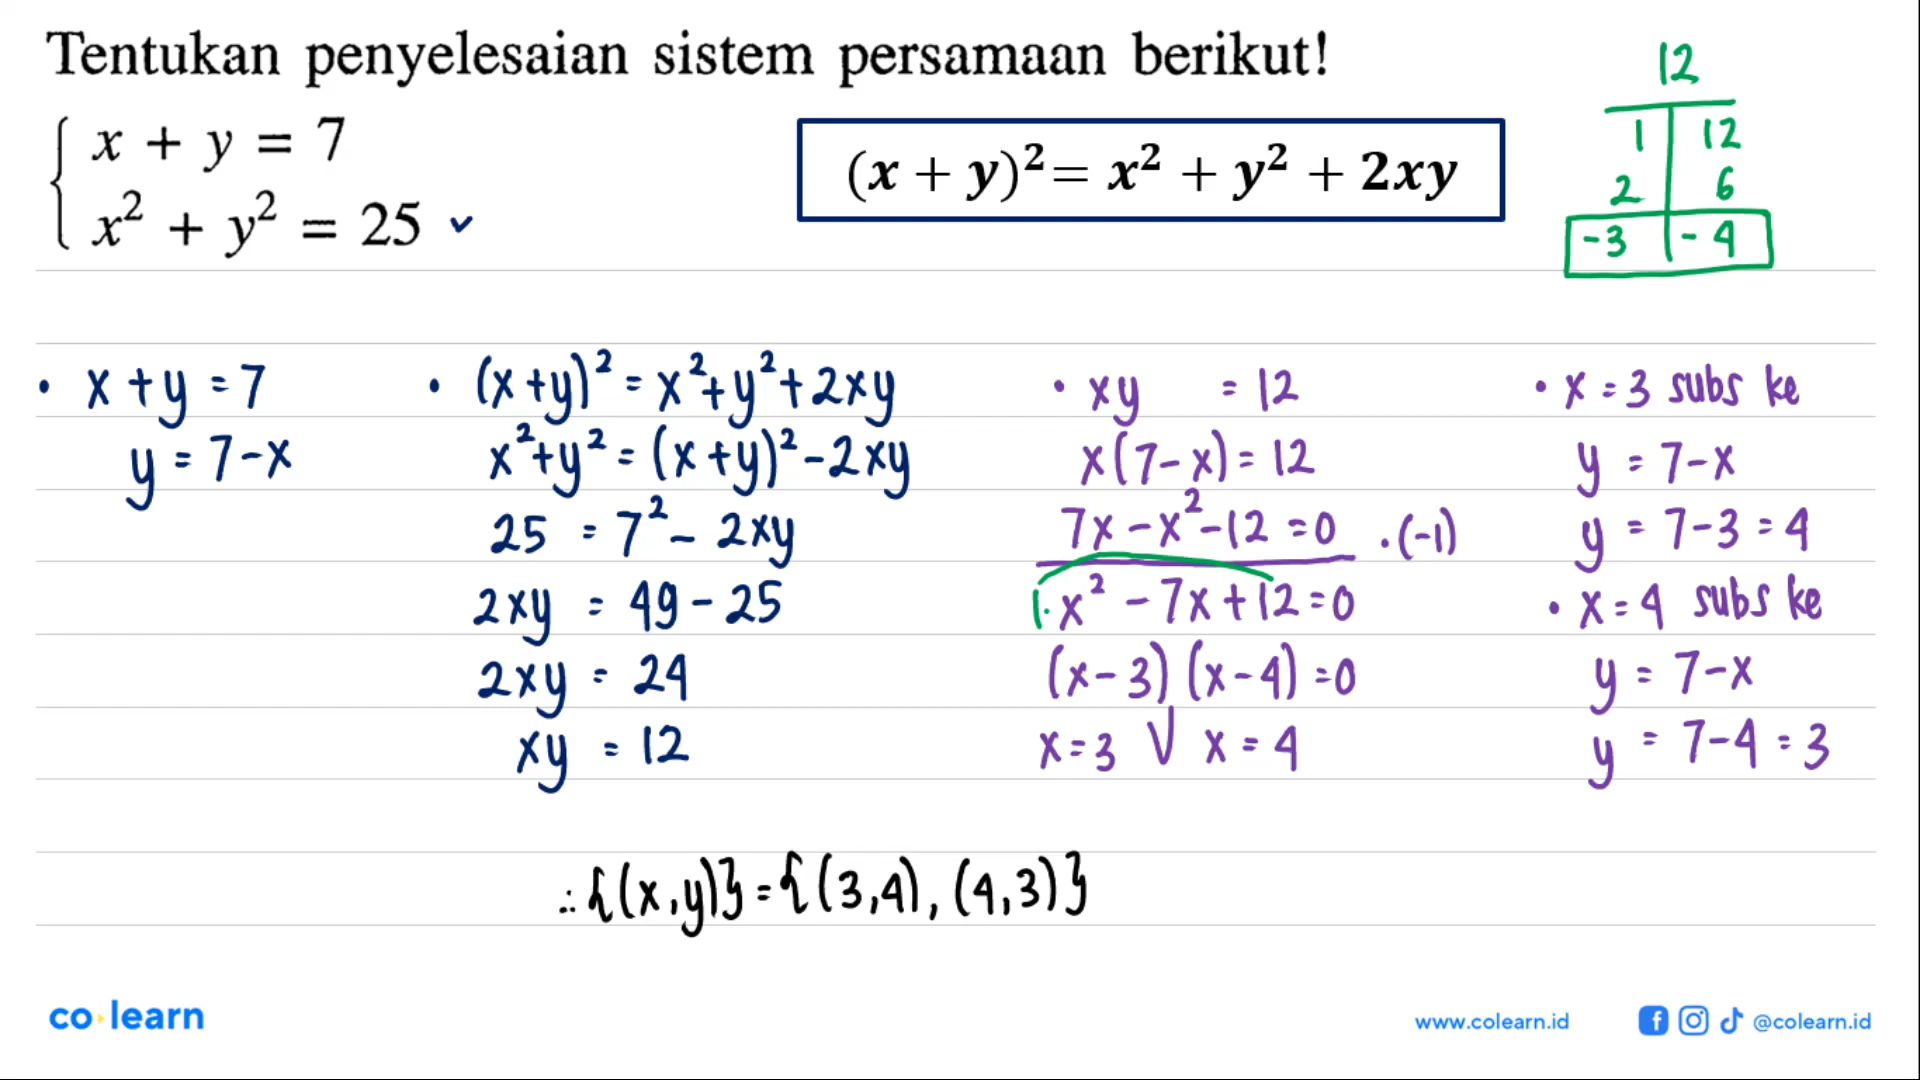 Tentukan penyelesaian sistem persamaan berikut!
x + y = 7
x² + y² = 25
(x + y)² = x² + y² + 2xy
12
1 | 12
2 | 6
-3 | -4
• x + y = 7
y = 7 - x
• (x + y)² = x² + y² + 2xy
x² + y² = (x + y)² - 2xy
25 = 7² - 2xy
2xy = 49 - 25
2xy = 24
xy = 12
• xy = 12
x(7 - x) = 12
7x - x² - 12 = 0 · (-1)
1· x² - 7x + 12 = 0
(x - 3) (x - 4) = 0
x = 3 V x = 4
• x = 3 subs ke
y = 7 - x
y = 7 - 3 = 4
• x = 4 subs ke
y = 7 - x
y = 7 - 4 = 3
∴ {(x,y)} = {(3,4), (4,3)}
co learn
www.colearn.id
@colearn.id